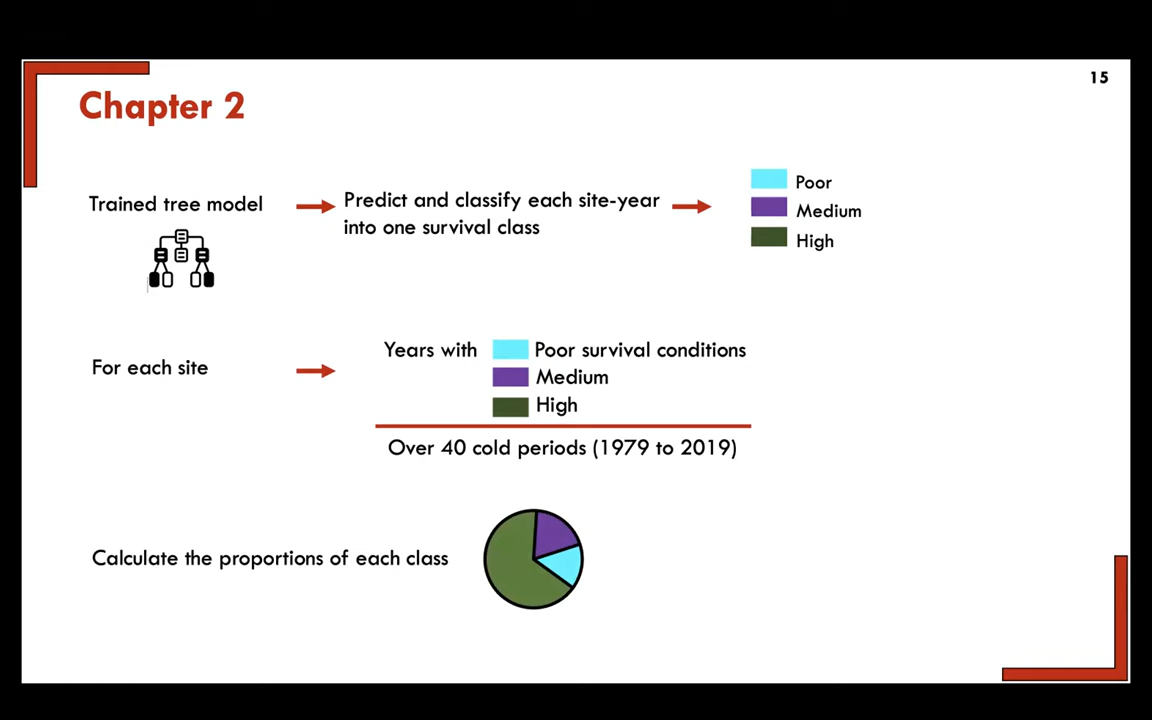 15
Chapter 2
Trained tree model
Predict and classify each site-year
into one survival class
Poor
Medium
High
For each site
Years with
Poor survival conditions
Medium
High
Over 40 cold periods (1979 to 2019)
Calculate the proportions of each class